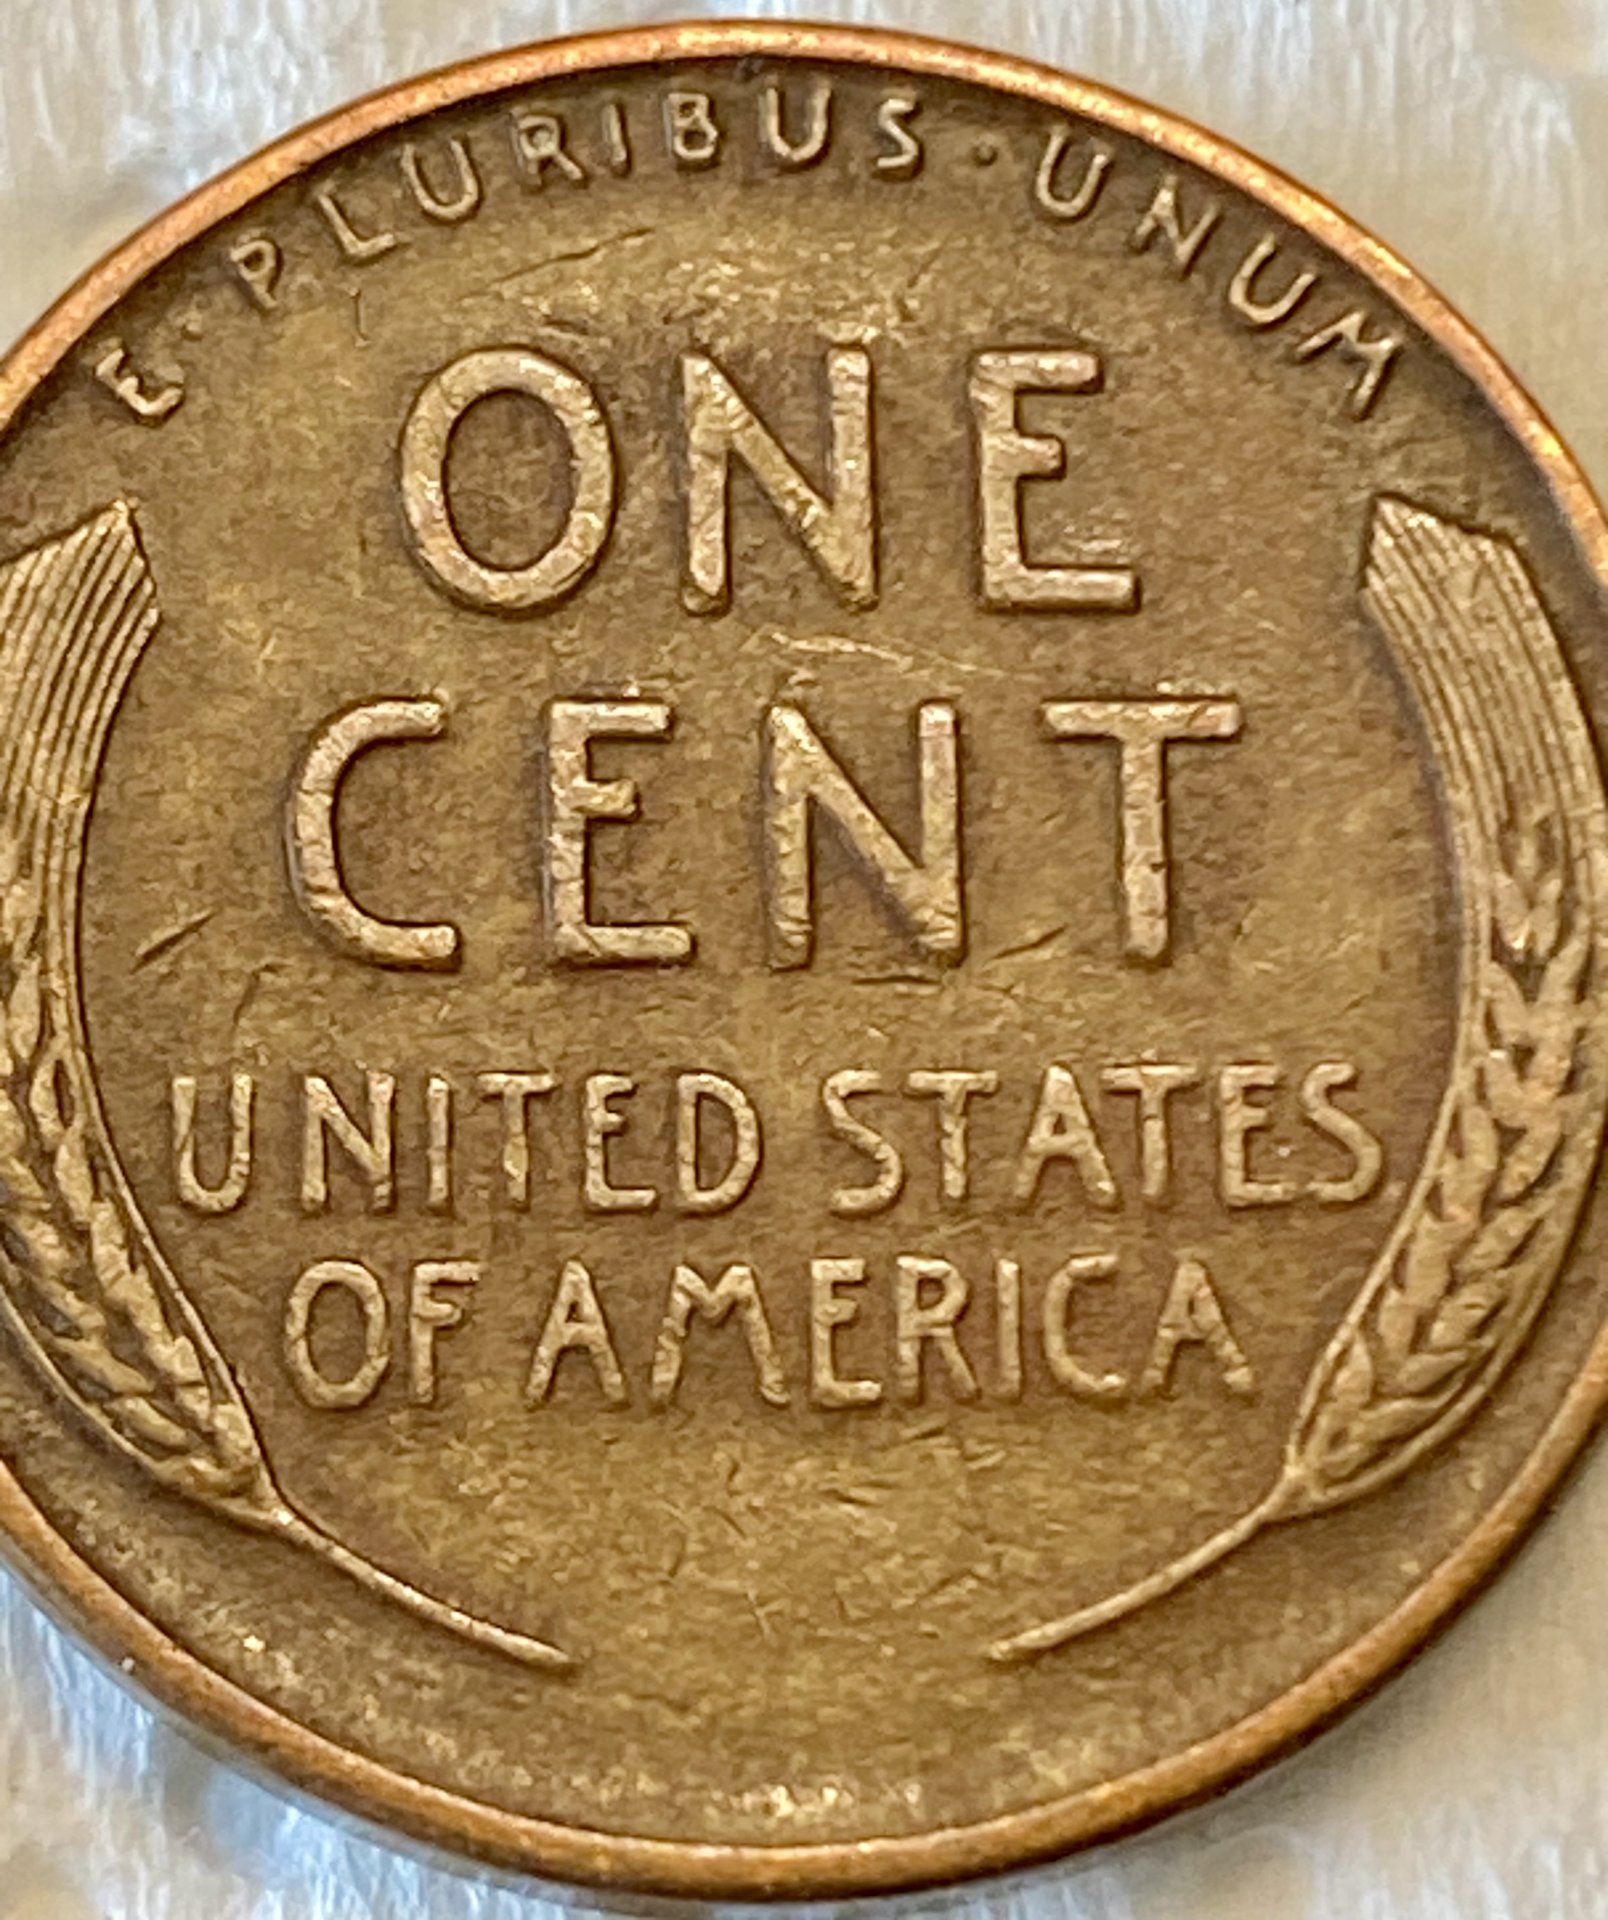 E · PLURIBUS · UNUM
ONE
CENT
UNITED STATES
OF AMERICA